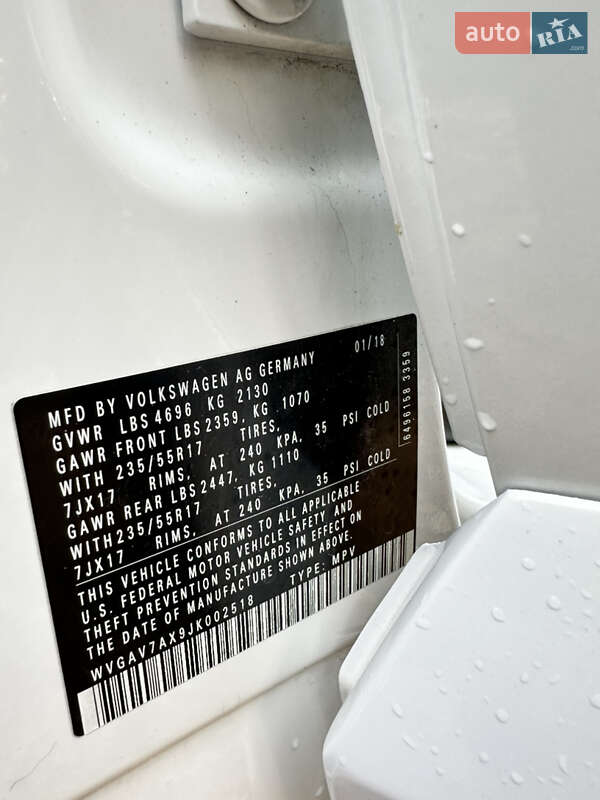 auto RIA .com
MFD BY VOLKSWAGEN AG GERMANY 01/18
GVWR LBS 4696 KG 2130
GAWR FRONT LBS 2359, KG 1070
WITH 235/55R17 TIRES,
7JX17 RIMS, AT 240 KPA, 35 PSI COLD
GAWR REAR LBS 2447, KG 1110
WITH 235/55R17 TIRES,
7JX17 RIMS, AT 240 KPA, 35 PSI COLD
THIS VEHICLE CONFORMS TO ALL APPLICABLE
U.S. FEDERAL MOTOR VEHICLE SAFETY AND
THEFT PREVENTION STANDARDS IN EFFECT ON
THE DATE OF MANUFACTURE SHOWN ABOVE.
WVGAV7AX9JK002518 TYPE: MPV
6496158 3359